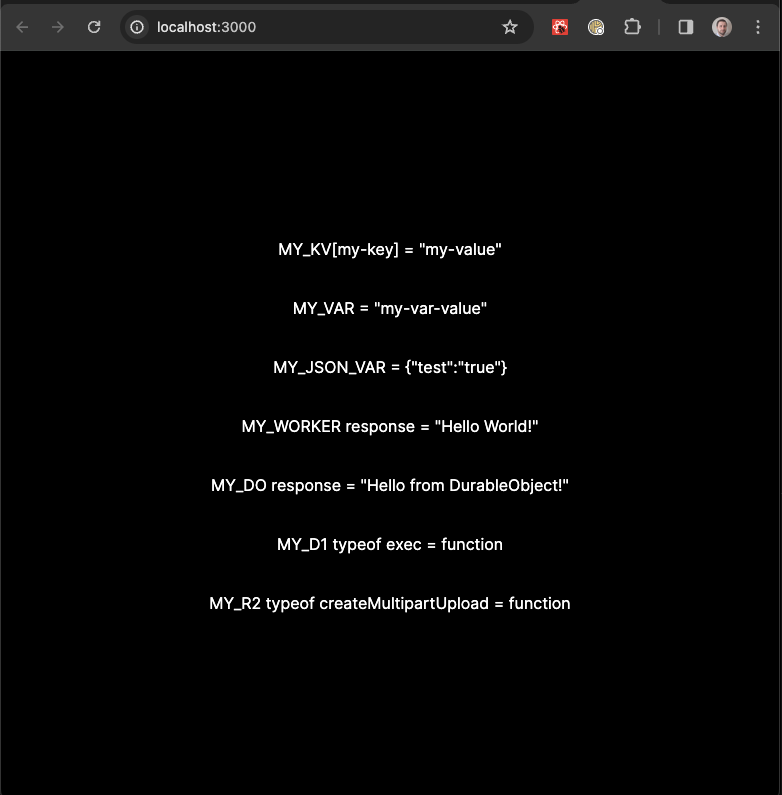 localhost:3000
MY_KV[my-key] = "my-value"
MY_VAR = "my-var-value"
MY_JSON_VAR = {"test":"true"}
MY_WORKER response = "Hello World!"
MY_DO response = "Hello from DurableObject!"
MY_D1 typeof exec = function
MY_R2 typeof createMultipartUpload = function